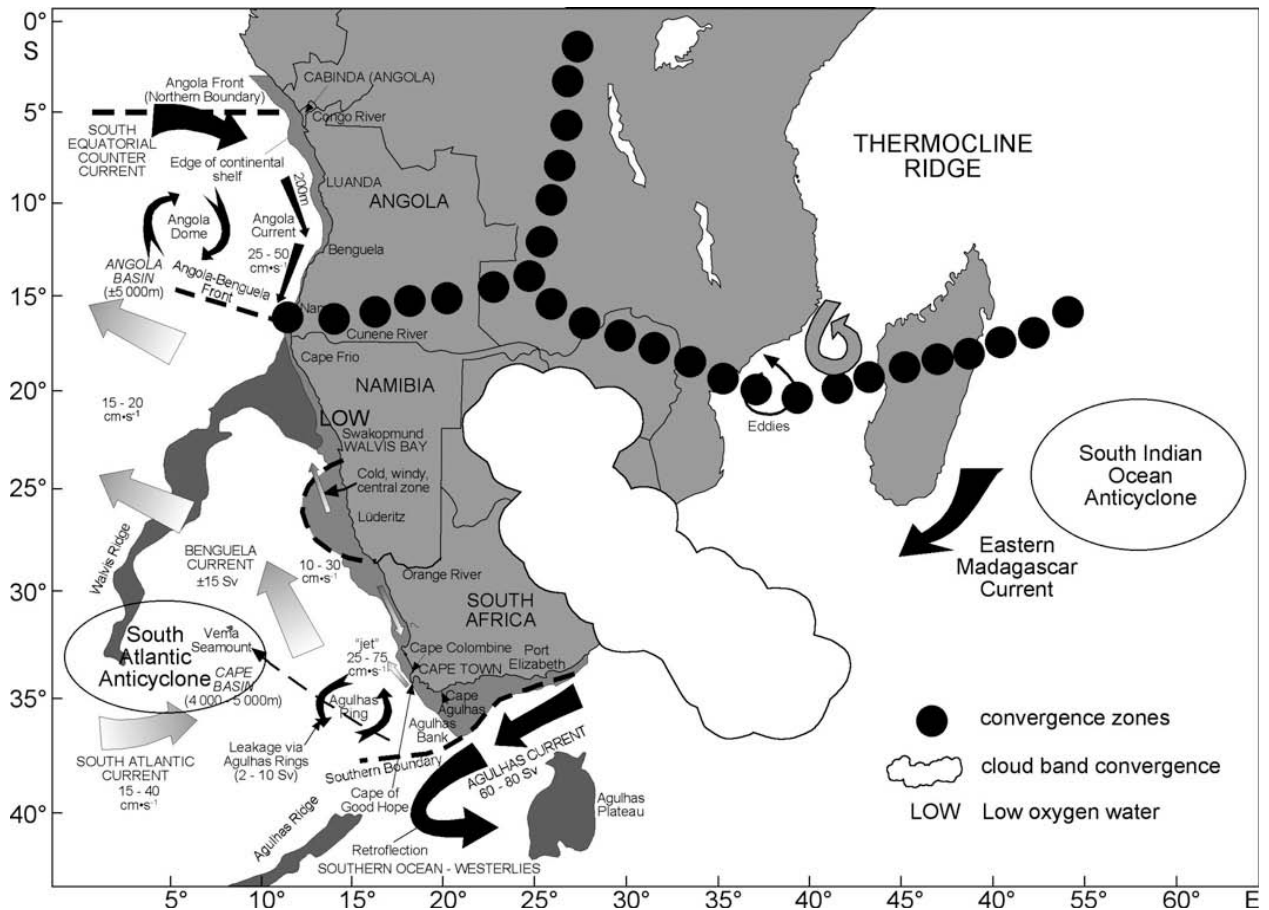 0°
S
5°
10°
15°
20°
25°
30°
35°
40°
Angola Front
(Northern Boundary)
CABINDA (ANGOLA)
Congo River
SOUTH
EQUATORIAL
COUNTER
CURRENT
Edge of continental
shelf
200m
LUANDA
ANGOLA
THERMOCLINE
RIDGE
Angola
Dome
Angola
Current
25 - 50
cm•s⁻¹
Benguela
ANGOLA
BASIN
(±5 000m)
Angola-Benguela
Front
Nam
Cunene River
Cape Frio
NAMIBIA
15 - 20
cm•s⁻¹
LOW
Swakopmund
WALVIS BAY
Cold, windy,
central zone
Lüderitz
Eddies
South Indian
Ocean
Anticyclone
Eastern
Madagascar
Current
Walvis Ridge
BENGUELA
CURRENT
±15 Sv
10 - 30
cm•s⁻¹
Orange River
SOUTH
AFRICA
South
Atlantic
Anticyclone
Vema
Seamount
CAPE
BASIN
(4 000 - 5 000m)
"jet"
25 - 75
cm•s⁻¹
Cape Colombine
CAPE TOWN
Port
Elizabeth
Cape
Agulhas
Agulhas
Bank
Agulhas
Ring
Leakage via
Agulhas Rings
(2 - 10 Sv)
SOUTH ATLANTIC
CURRENT
15 - 40
cm•s⁻¹
Southern Boundary
Cape of
Good Hope
AGULHAS CURRENT
60 - 80 Sv
Agulhas
Plateau
Agulhas Ridge
Retroflection
SOUTHERN OCEAN - WESTERLIES
convergence zones
cloud band convergence
LOW Low oxygen water
5° 10° 15° 20° 25° 30° 35° 40° 45° 40° 55° 60° E